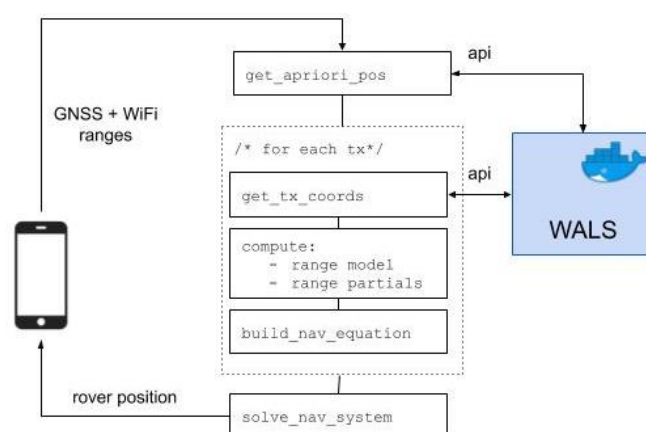 get_apriori_pos
api
GNSS + WiFi
ranges
/* for each tx*/
get_tx_coords
api
WALS
compute:
- range model
- range partials
build_nav_equation
rover position
solve_nav_system